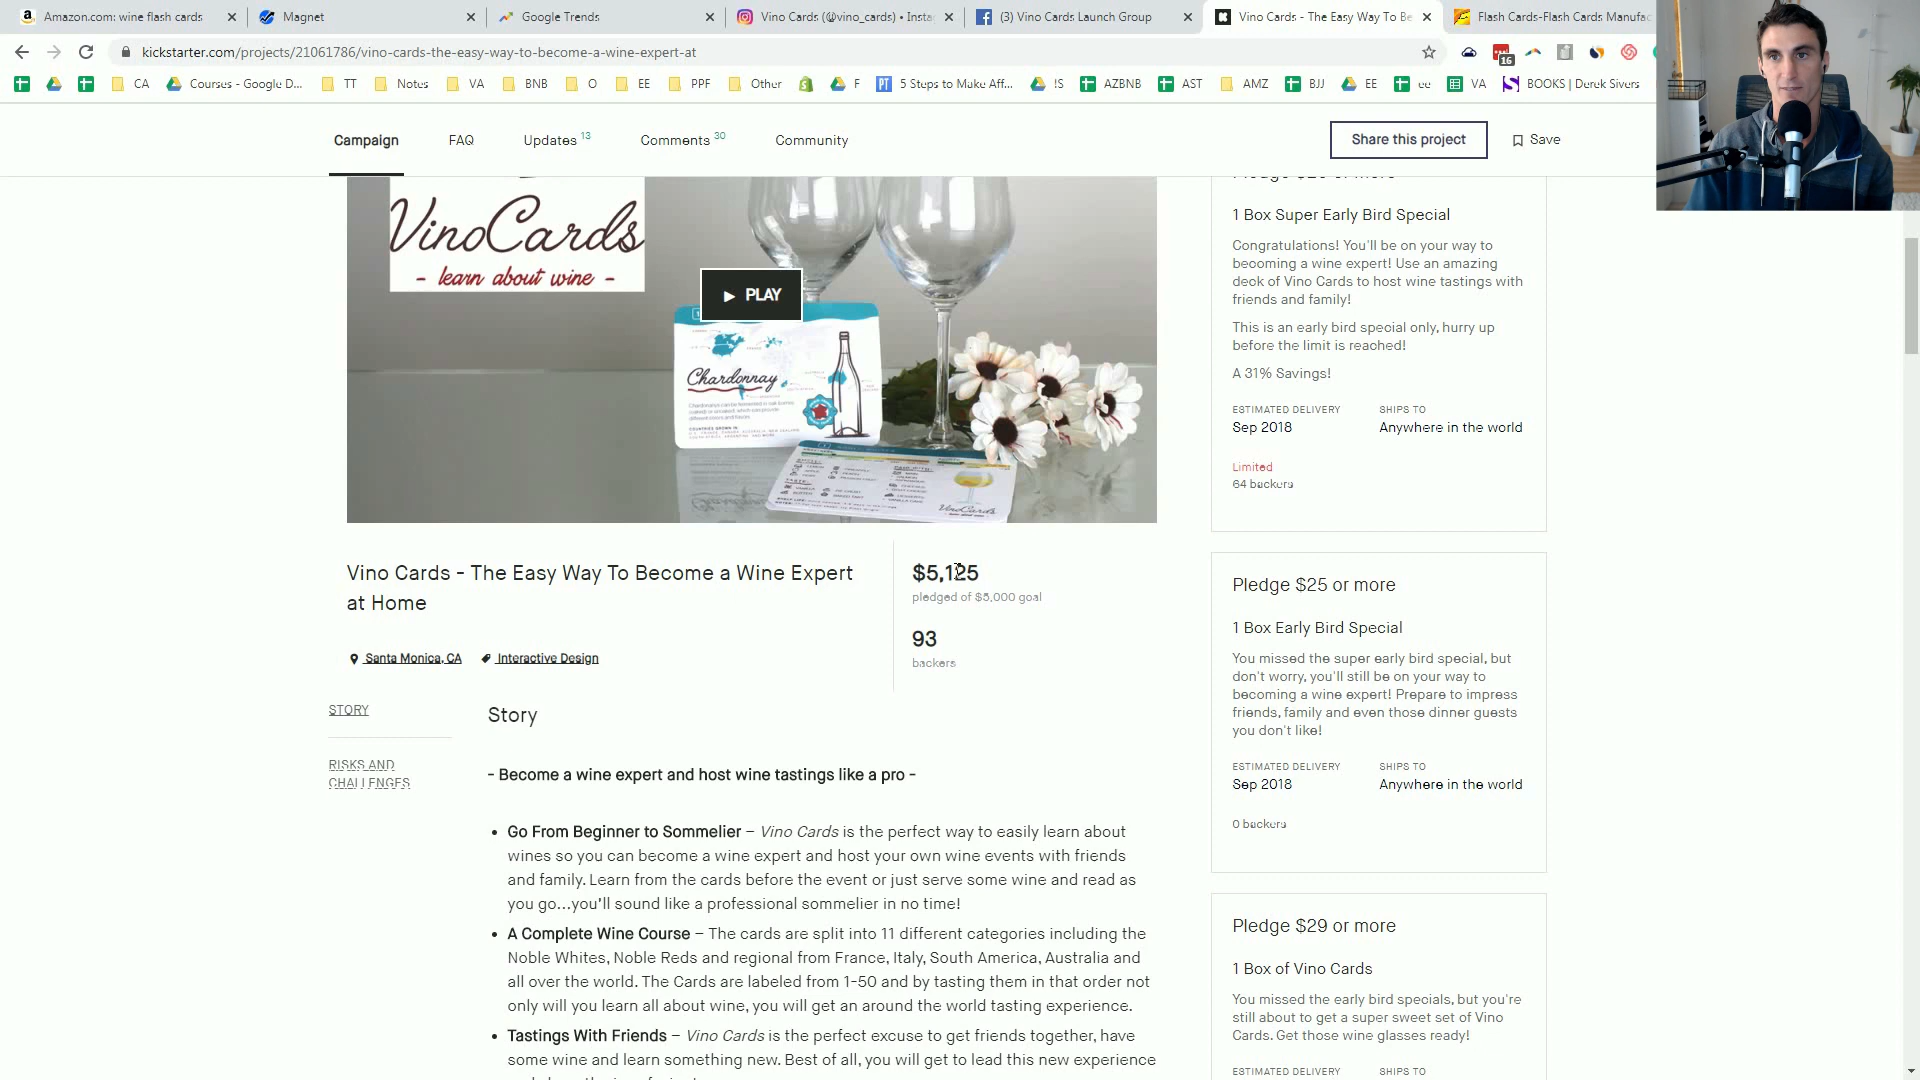 Amazon.com: wine flash cards
Magnet
Google Trends
Vino Cards (@vino_cards) • Insta
(3) Vino Cards Launch Group
Vino Cards - The Easy Way To Be
Flash Cards-Flash Cards Manufac
kickstarter.com/projects/21061786/vino-cards-the-easy-way-to-become-a-wine-expert-at
16
CA
Courses - Google D...
TT
Notes
VA
BNB
O
EE
PPF
Other
F
5 Steps to Make Aff...
!S
AZBNB
AST
AMZ
BJJ
EE
ee
VA
BOOKS | Derek Sivers
Campaign
FAQ
Updates 13
Comments 30
Community
Share this project
Save
VinoCards
- learn about wine -
PLAY
Chardonnay
VinoCards
1 Box Super Early Bird Special
Congratulations! You'll be on your way to
becoming a wine expert! Use an amazing
deck of Vino Cards to host wine tastings with
friends and family!
This is an early bird special only, hurry up
before the limit is reached!
A 31% Savings!
ESTIMATED DELIVERY
Sep 2018
SHIPS TO
Anywhere in the world
Limited
64 backers
Vino Cards - The Easy Way To Become a Wine Expert
at Home
Santa Monica, CA
Interactive Design
$5,125
pledged of $5,000 goal
93
backers
Pledge $25 or more
1 Box Early Bird Special
You missed the super early bird special, but
don't worry, you'll still be on your way to
becoming a wine expert! Prepare to impress
friends, family and even those dinner guests
you don't like!
ESTIMATED DELIVERY
Sep 2018
SHIPS TO
Anywhere in the world
0 backers
STORY
RISKS AND
CHALLENGES
Story
- Become a wine expert and host wine tastings like a pro -
• Go From Beginner to Sommelier – Vino Cards is the perfect way to easily learn about
wines so you can become a wine expert and host your own wine events with friends
and family. Learn from the cards before the event or just serve some wine and read as
you go...you'll sound like a professional sommelier in no time!
• A Complete Wine Course – The cards are split into 11 different categories including the
Noble Whites, Noble Reds and regional from France, Italy, South America, Australia and
all over the world. The Cards are labeled from 1-50 and by tasting them in that order not
only will you learn all about wine, you will get an around the world tasting experience.
• Tastings With Friends – Vino Cards is the perfect excuse to get friends together, have
some wine and learn something new. Best of all, you will get to lead this new experience
Pledge $29 or more
1 Box of Vino Cards
You missed the early bird specials, but you're
still about to get a super sweet set of Vino
Cards. Get those wine glasses ready!
ESTIMATED DELIVERY
SHIPS TO